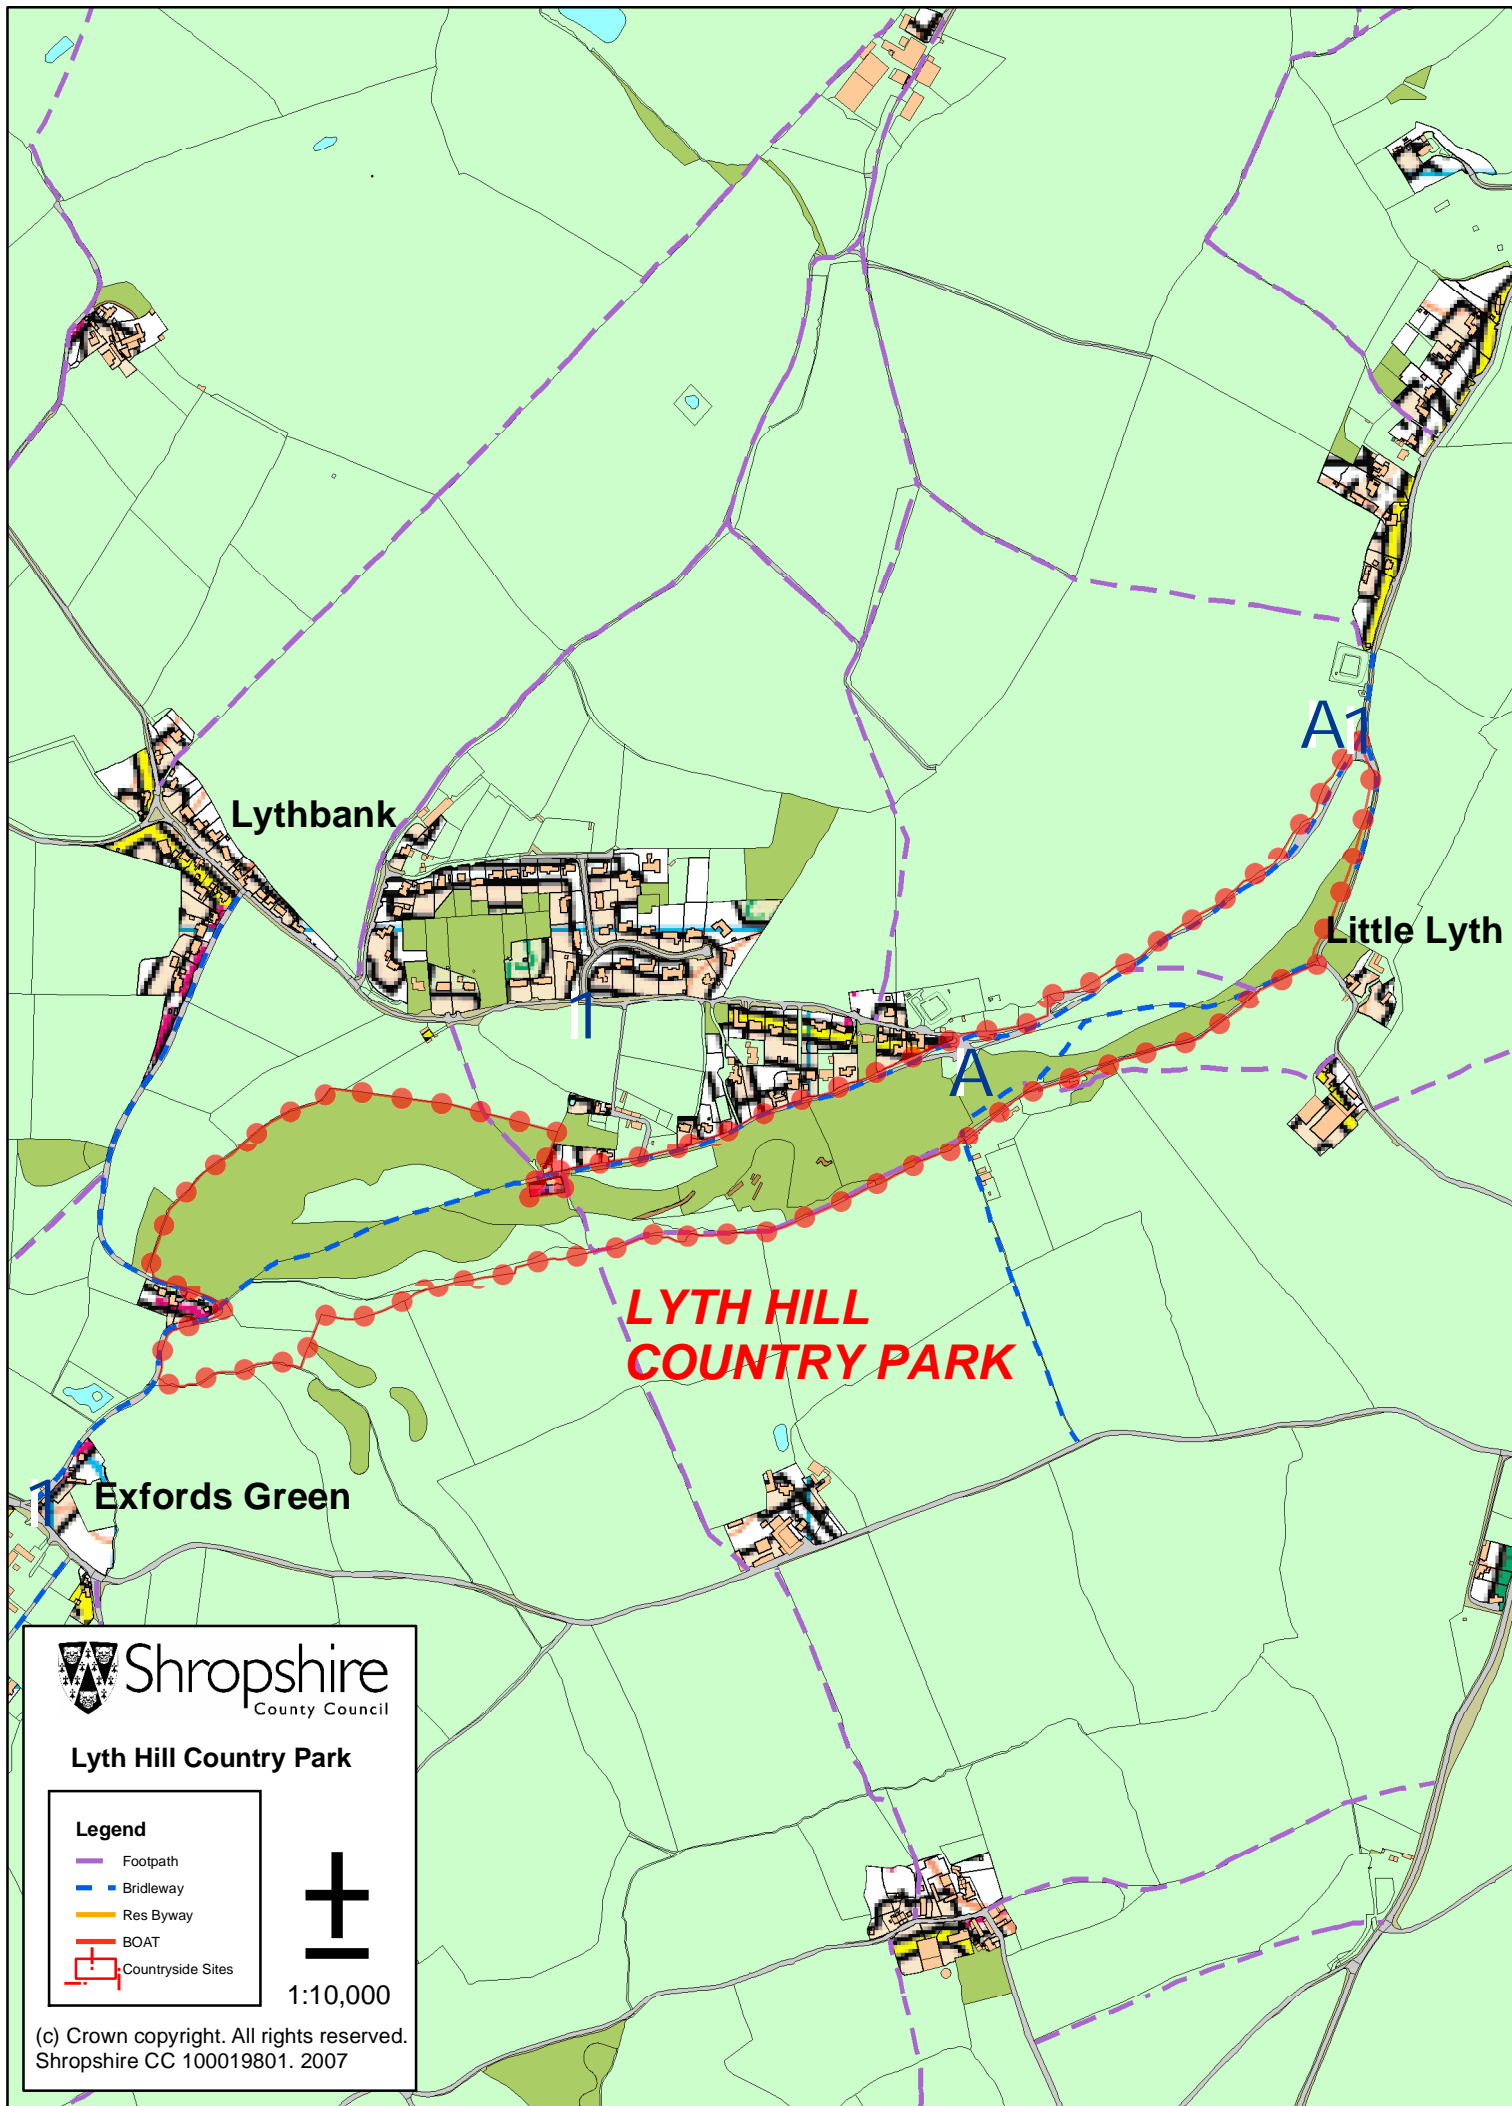 A1
Lythbank
Little Lyth
1
A
LYTH HILL
COUNTRY PARK
1
Exfords Green
Shropshire
County Council
Lyth Hill Country Park
Legend
Footpath
Bridleway
Res Byway
BOAT
Countryside Sites
±
1:10,000
(c) Crown copyright. All rights reserved.
Shropshire CC 100019801. 2007